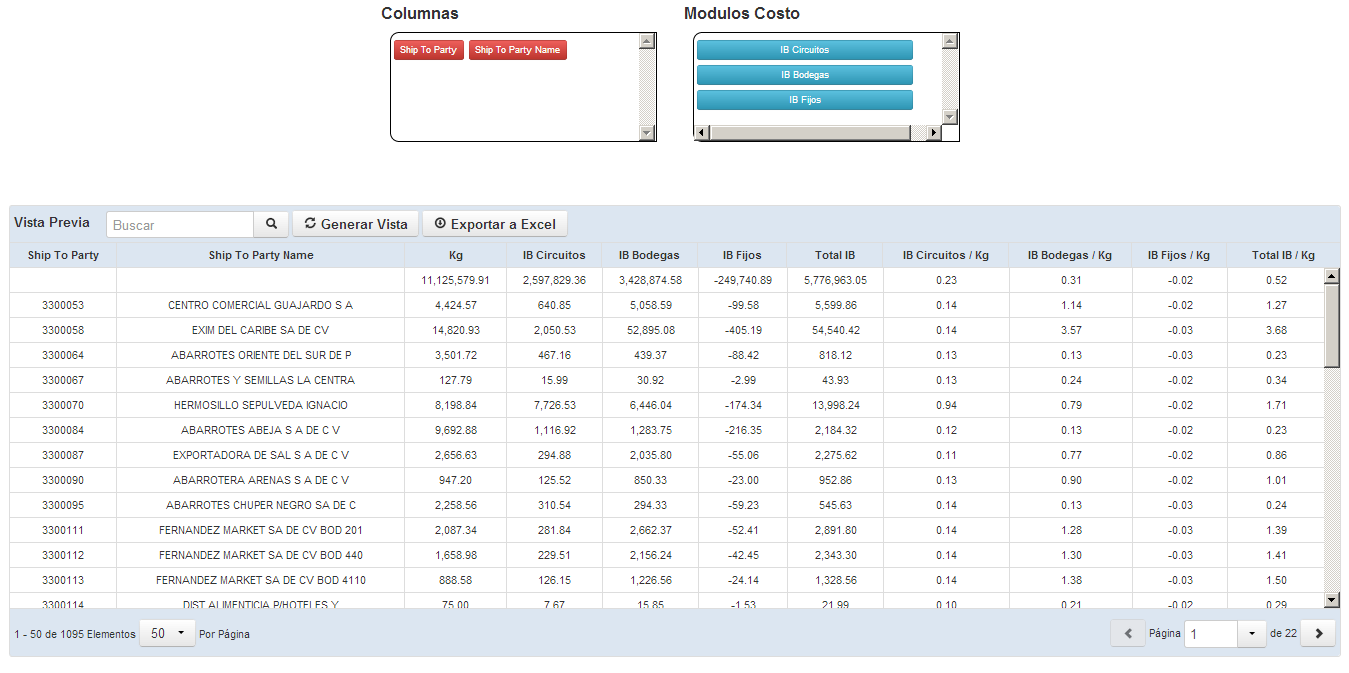 Columnas Modulos Costo
Ship To Party Ship To Party Name
IB Circuitos
IB Bodegas
IB Fijos
Vista Previa Buscar Generar Vista Exportar a Excel
Ship To Party Ship To Party Name Kg IB Circuitos IB Bodegas IB Fijos Total IB IB Circuitos / Kg IB Bodegas / Kg IB Fijos / Kg Total IB / Kg
11,125,579.91 2,597,829.36 3,428,874.58 -249,740.89 5,776,963.05 0.23 0.31 -0.02 0.52
3300053 CENTRO COMERCIAL GUAJARDO S A 4,424.57 640.85 5,058.59 -99.58 5,599.86 0.14 1.14 -0.02 1.27
3300058 EXIM DEL CARIBE SA DE CV 14,820.93 2,050.53 52,895.08 -405.19 54,540.42 0.14 3.57 -0.03 3.68
3300064 ABARROTES ORIENTE DEL SUR DE P 3,501.72 467.16 439.37 -88.42 818.12 0.13 0.13 -0.03 0.23
3300067 ABARROTES Y SEMILLAS LA CENTRA 127.79 15.99 30.92 -2.99 43.93 0.13 0.24 -0.02 0.34
3300070 HERMOSILLO SEPULVEDA IGNACIO 8,198.84 7,726.53 6,446.04 -174.34 13,998.24 0.94 0.79 -0.02 1.71
3300084 ABARROTES ABEJA S A DE C V 9,692.88 1,116.92 1,283.75 -216.35 2,184.32 0.12 0.13 -0.02 0.23
3300087 EXPORTADORA DE SAL S A DE C V 2,656.63 294.88 2,035.80 -55.06 2,275.62 0.11 0.77 -0.02 0.86
3300090 ABARROTERA ARENAS S A DE C V 947.20 125.52 850.33 -23.00 952.86 0.13 0.90 -0.02 1.01
3300095 ABARROTES CHUPER NEGRO SA DE C 2,258.56 310.54 294.33 -59.23 545.63 0.14 0.13 -0.03 0.24
3300111 FERNANDEZ MARKET SA DE CV BOD 201 2,087.34 281.84 2,662.37 -52.41 2,891.80 0.14 1.28 -0.03 1.39
3300112 FERNANDEZ MARKET SA DE CV BOD 440 1,658.98 229.51 2,156.24 -42.45 2,343.30 0.14 1.30 -0.03 1.41
3300113 FERNANDEZ MARKET SA DE CV BOD 4110 888.58 126.15 1,226.56 -24.14 1,328.56 0.14 1.38 -0.03 1.50
3300114 DIST ALIMENTICIA P/HOTELES Y 75.00 7.67 15.85 -1.53 21.99 0.10 0.21 -0.02 0.29
1 - 50 de 1095 Elementos 50 Por Página Página 1 de 22